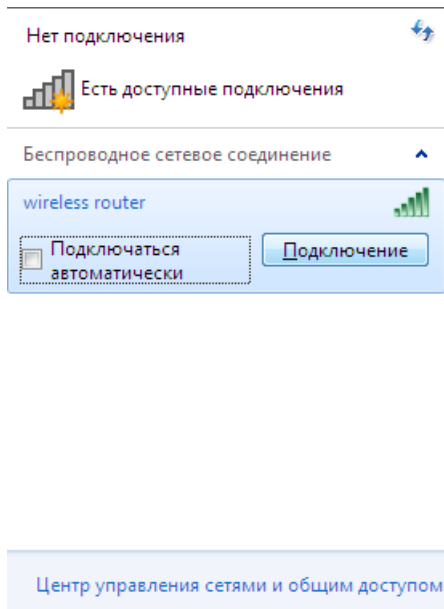 Нет подключения
Есть доступные подключения
Беспроводное сетевое соединение
wireless router
Подключаться
автоматически
Подключение
Центр управления сетями и общим доступом